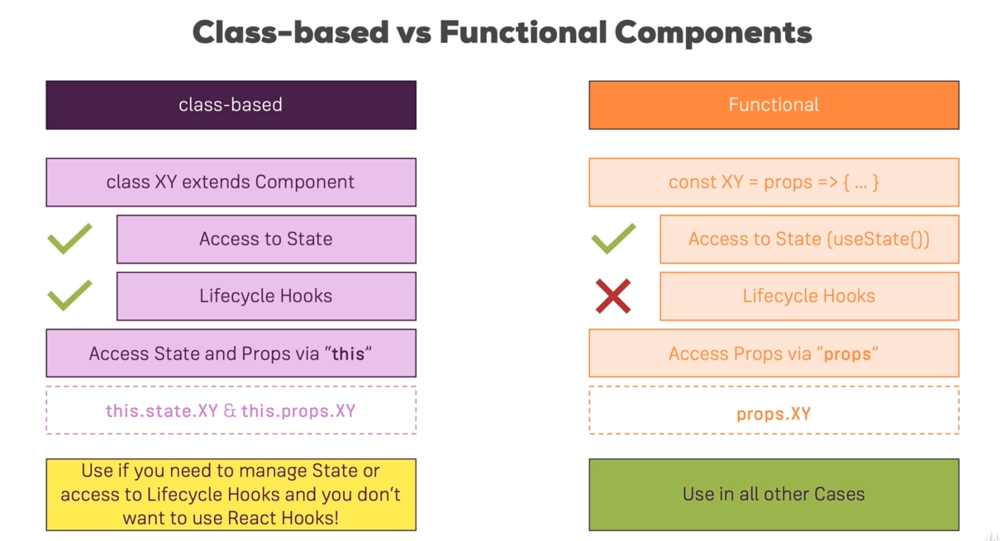 Class-based vs Functional Components
class-based
class XY extends Component
Access to State
Lifecycle Hooks
Access State and Props via “this”
this.state.XY & this.props.XY
Use if you need to manage State or
access to Lifecycle Hooks and you don‘t
want to use React Hooks!
Functional
const XY = props => { ... }
Access to State (useState())
Lifecycle Hooks
Access Props via “props”
props.XY
Use in all other Cases